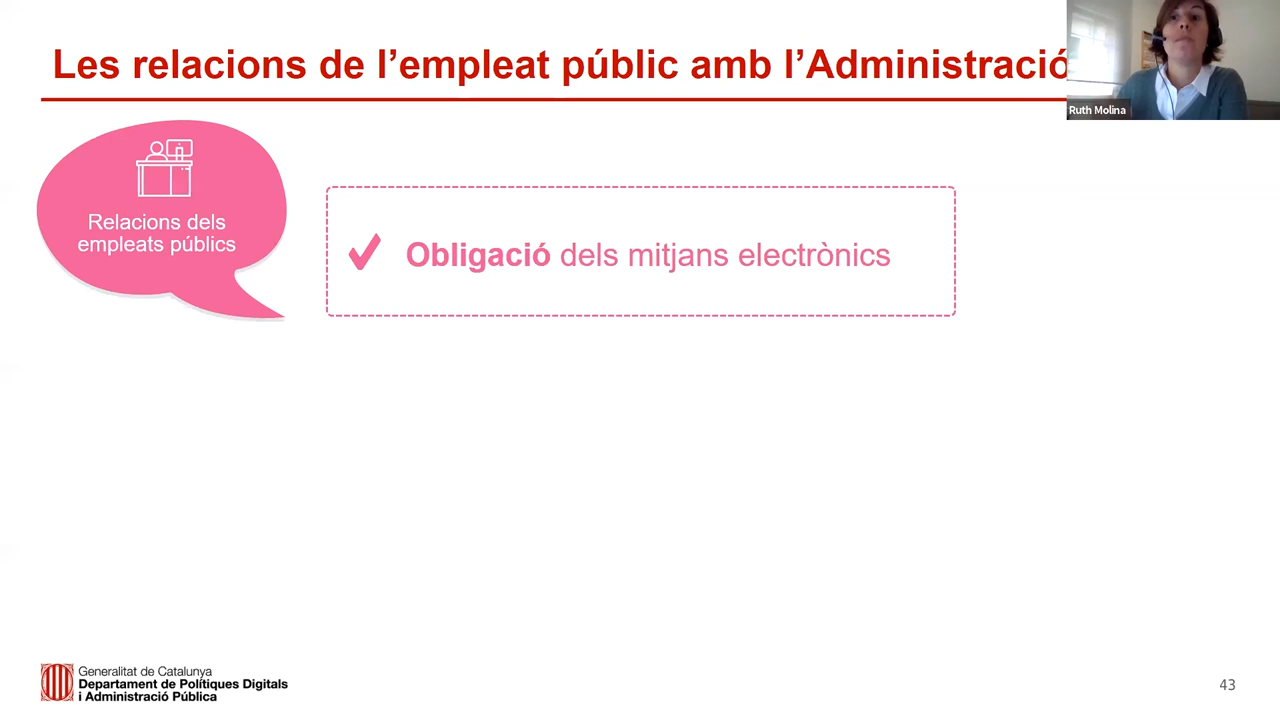 Les relacions de l’empleat públic amb l’Administració
Ruth Molina
Relacions dels
empleats públics
Obligació dels mitjans electrònics
Generalitat de Catalunya
Departament de Polítiques Digitals
i Administració Pública
43